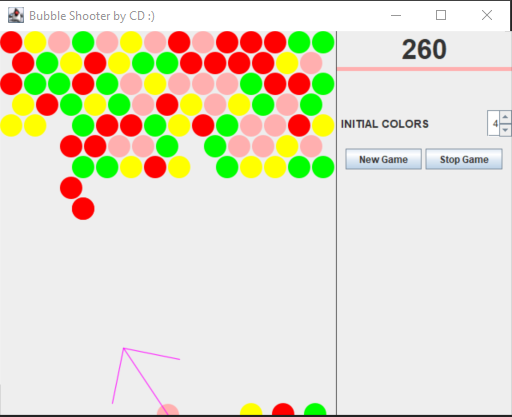 Bubble Shooter by CD :)
260
INITIAL COLORS
4
New Game
Stop Game